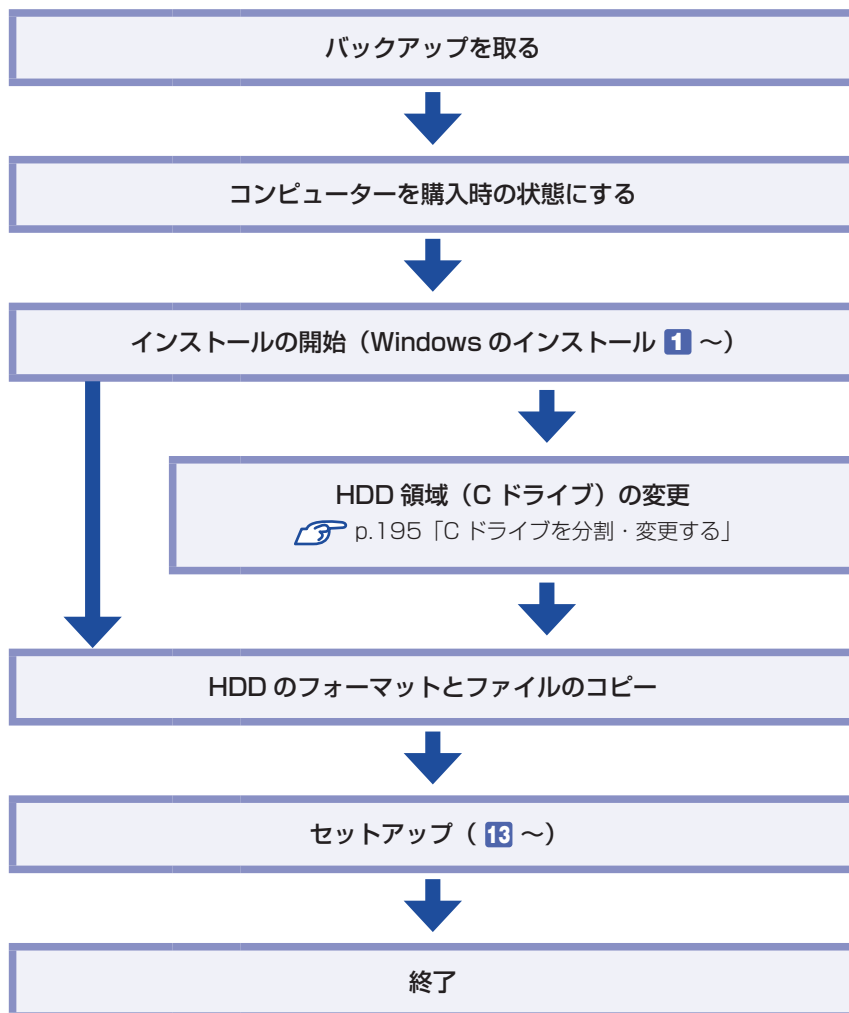 バックアップを取る
コンピューターを購入時の状態にする
インストールの開始（Windows のインストール 1 ～）
HDD 領域（C ドライブ）の変更
p.195「C ドライブを分割・変更する」
HDD のフォーマットとファイルのコピー
セットアップ（ 13 ～）
終了